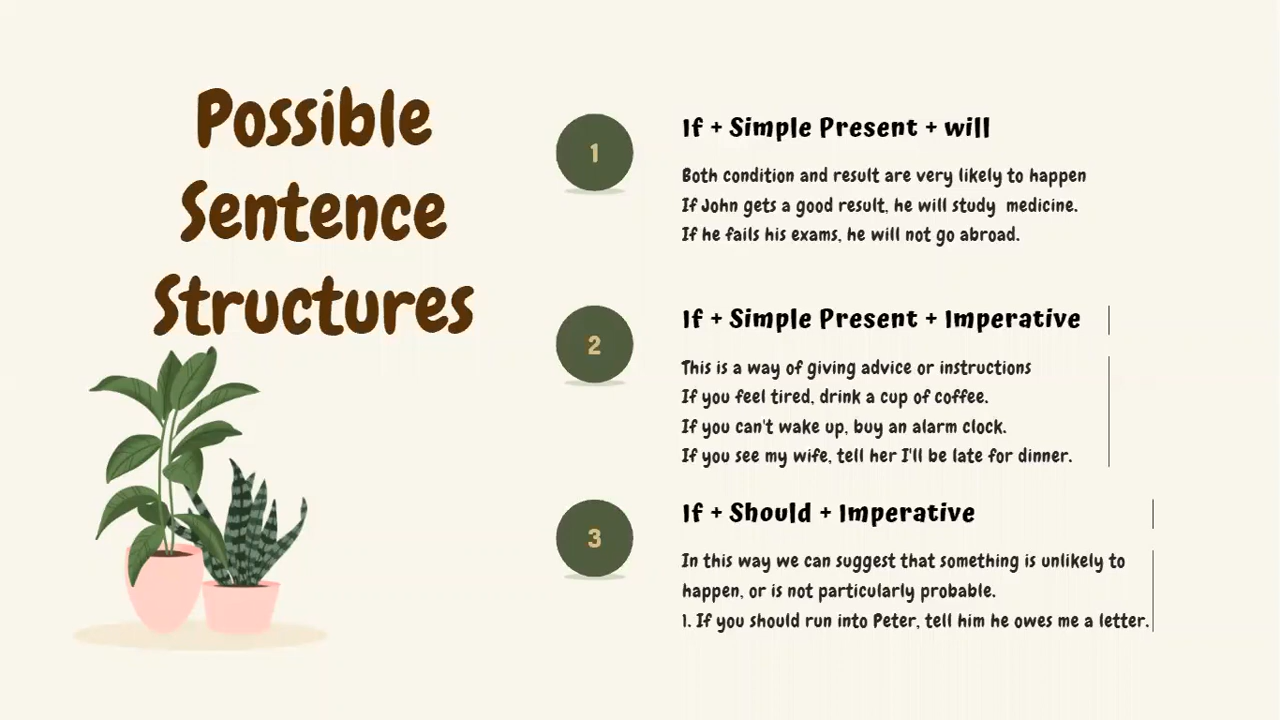 Possible
Sentence
Structures
1
If + Simple Present + will
Both condition and result are very likely to happen
If John gets a good result, he will study medicine.
If he fails his exams, he will not go abroad.
2
If + Simple Present + Imperative
This is a way of giving advice or instructions
If you feel tired, drink a cup of coffee.
If you can't wake up, buy an alarm clock.
If you see my wife, tell her I'll be late for dinner.
3
If + Should + Imperative
In this way we can suggest that something is unlikely to
happen, or is not particularly probable.
1. If you should run into Peter, tell him he owes me a letter.